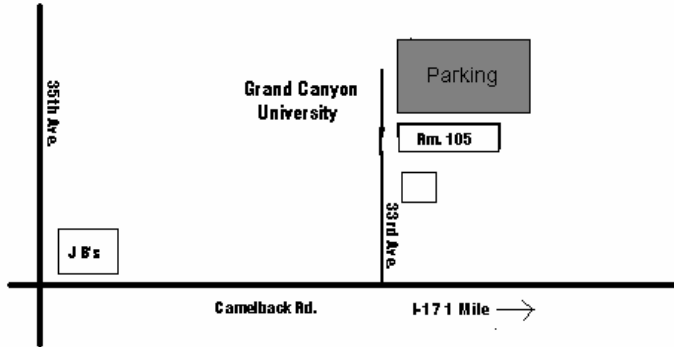 Parking
35th Ave.
Grand Canyon
University
Rm. 105
33rd Ave.
J B's
Camelback Rd.
I-17 1 Mile